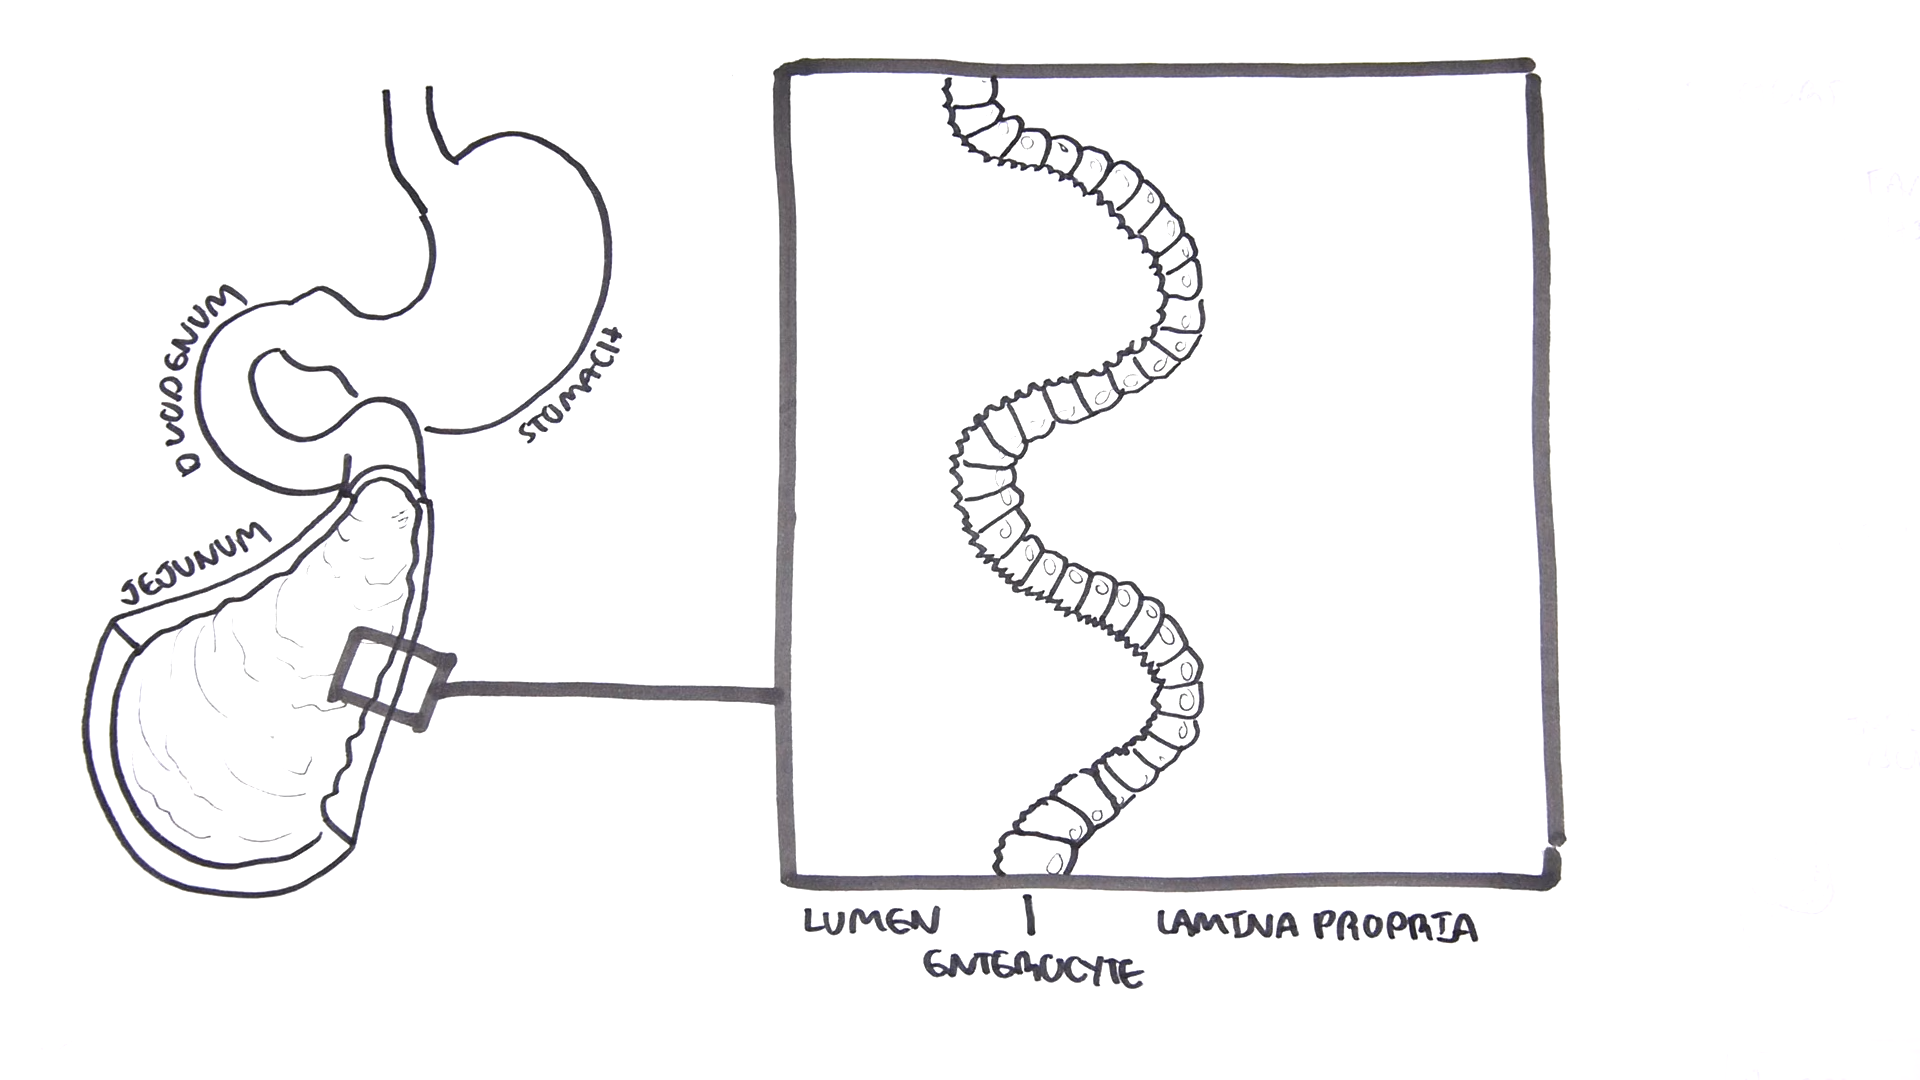 DUODENUM
STOMACH
JEJUNUM
LUMEN
LAMINA PROPRIA
ENTEROCYTE